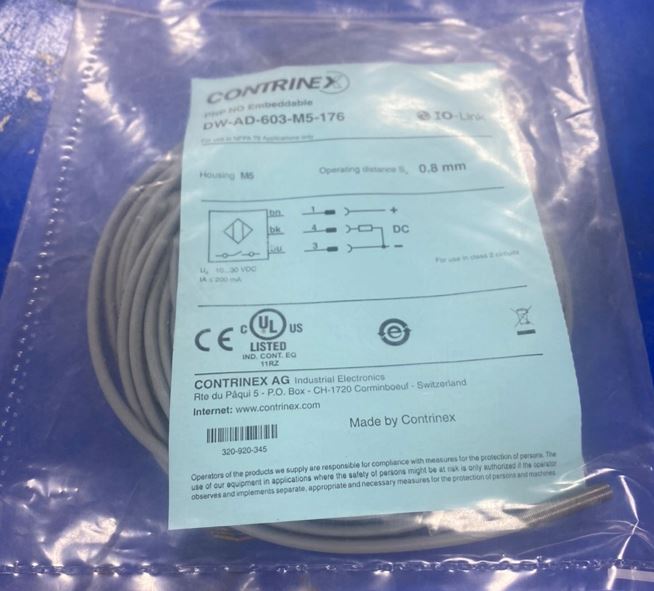 CONTRINEX
PNP NO Embeddable
DW-AD-603-M5-176
IO-Link
For use in NFPA 79 Applications only
Housing M5
Operating distance Sn 0,8 mm
bn 1 +
bk 4 DC
bu 3 −
10...30 VDC
IA ≤ 200 mA
For use in class 2 circuits
CE
C UL US
LISTED
IND. CONT. EQ
11RZ
e
CONTRINEX AG Industrial Electronics
Rte du Pâqui 5 - P.O. Box - CH-1720 Corminboeuf - Switzerland
Internet: www.contrinex.com
Made by Contrinex
320-920-345
Operators of the products we supply are responsible for compliance with measures for the protection of persons. The
use of our equipment in applications where the safety of persons might be at risk is only authorized if the operator
observes and implements separate, appropriate and necessary measures for the protection of persons and machines.